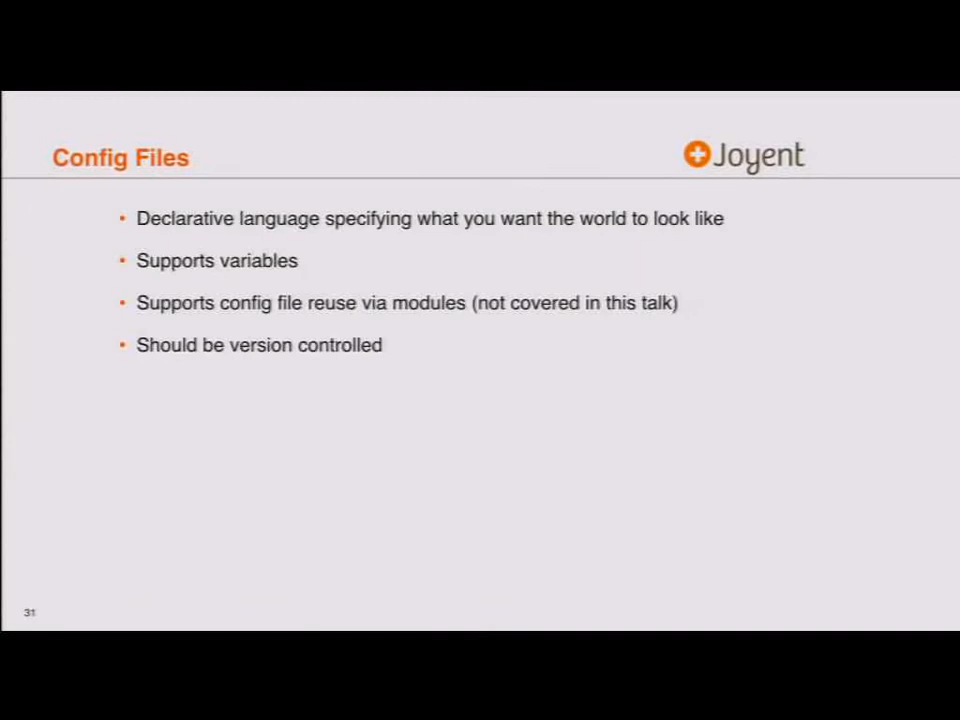 Config Files
Joyent
• Declarative language specifying what you want the world to look like
• Supports variables
• Supports config file reuse via modules (not covered in this talk)
• Should be version controlled
31